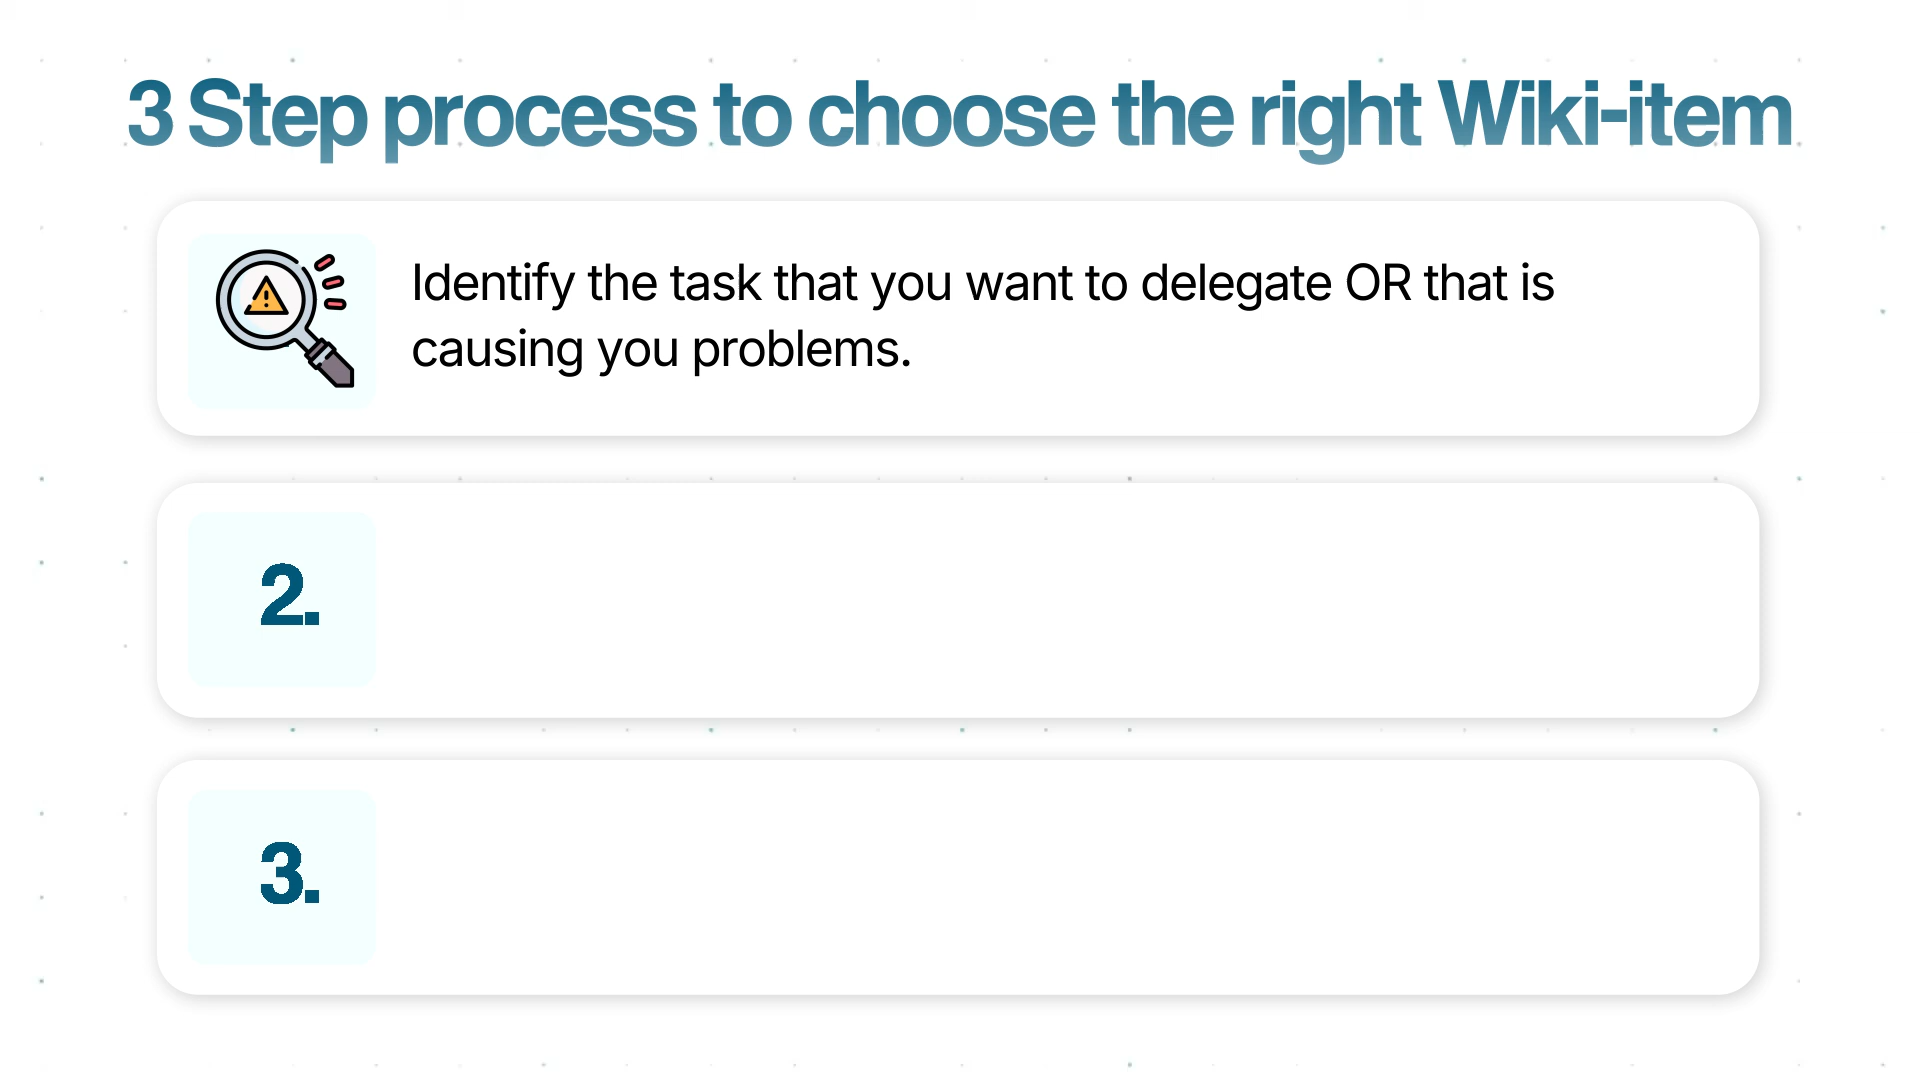 3 Step process to choose the right Wiki-item
Identify the task that you want to delegate OR that is
causing you problems.
2.
3.